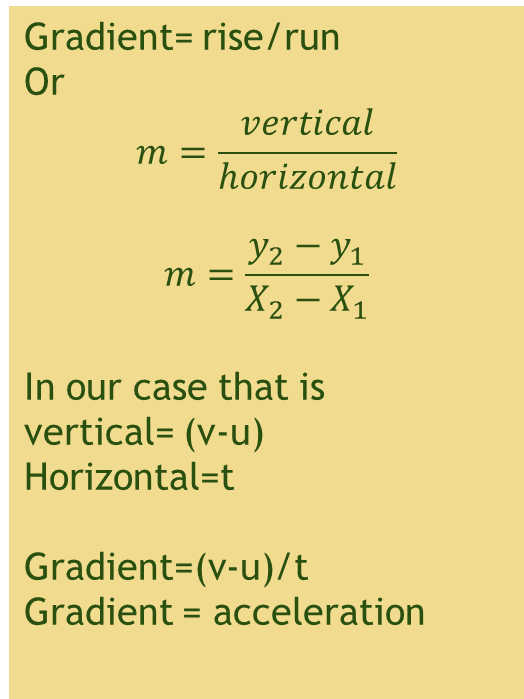 Gradient= rise/run
Or
m = vertical/horizontal
m = (y₂ − y₁)/(X₂ − X₁)
In our case that is
vertical= (v-u)
Horizontal=t
Gradient=(v-u)/t
Gradient = acceleration